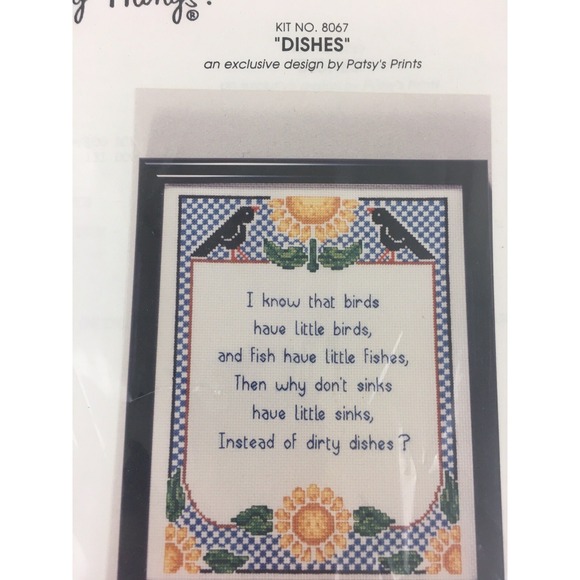 Things®
KIT NO. 8067
"DISHES"
an exclusive design by Patsy's Prints
I know that birds
have little birds,
and fish have little fishes,
Then why don't sinks
have little sinks,
Instead of dirty dishes?